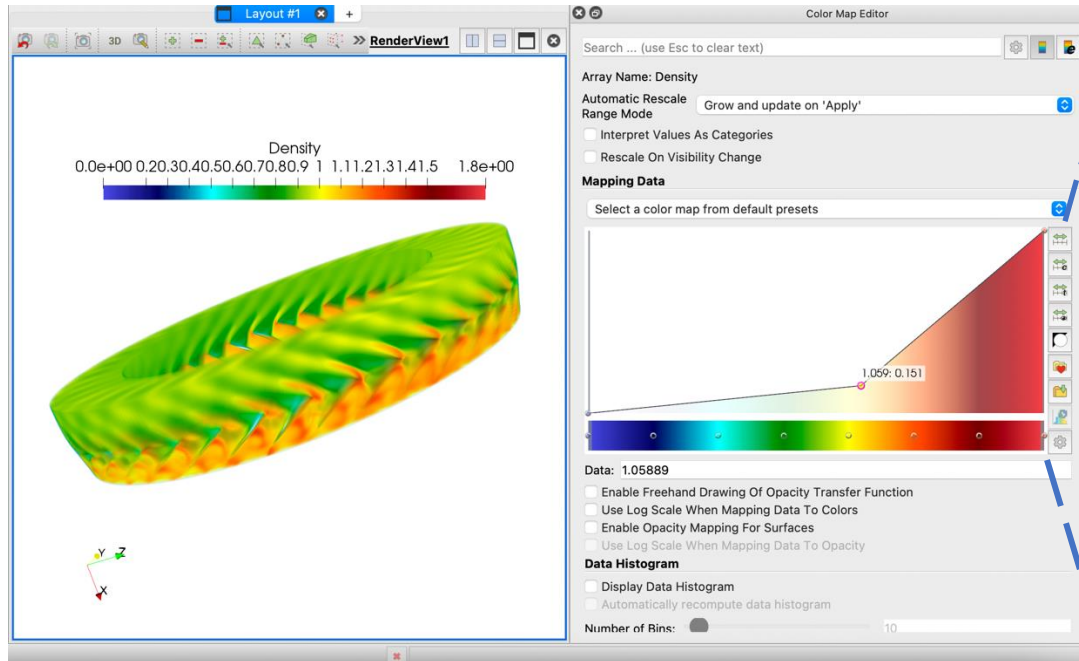 Layout #1
+
3D
RenderView1
Density
0.0e+00 0.20.30.40.50.60.70.80.9 1 1.11.21.31.41.5 1.8e+00
Y Z
X
Color Map Editor
Search ... (use Esc to clear text)
Array Name: Density
Automatic Rescale
Range Mode
Grow and update on 'Apply'
Interpret Values As Categories
Rescale On Visibility Change
Mapping Data
Select a color map from default presets
1.059: 0.151
Data: 1.05889
Enable Freehand Drawing Of Opacity Transfer Function
Use Log Scale When Mapping Data To Colors
Enable Opacity Mapping For Surfaces
Use Log Scale When Mapping Data To Opacity
Data Histogram
Display Data Histogram
Automatically recompute data histogram
Number of Bins: 10